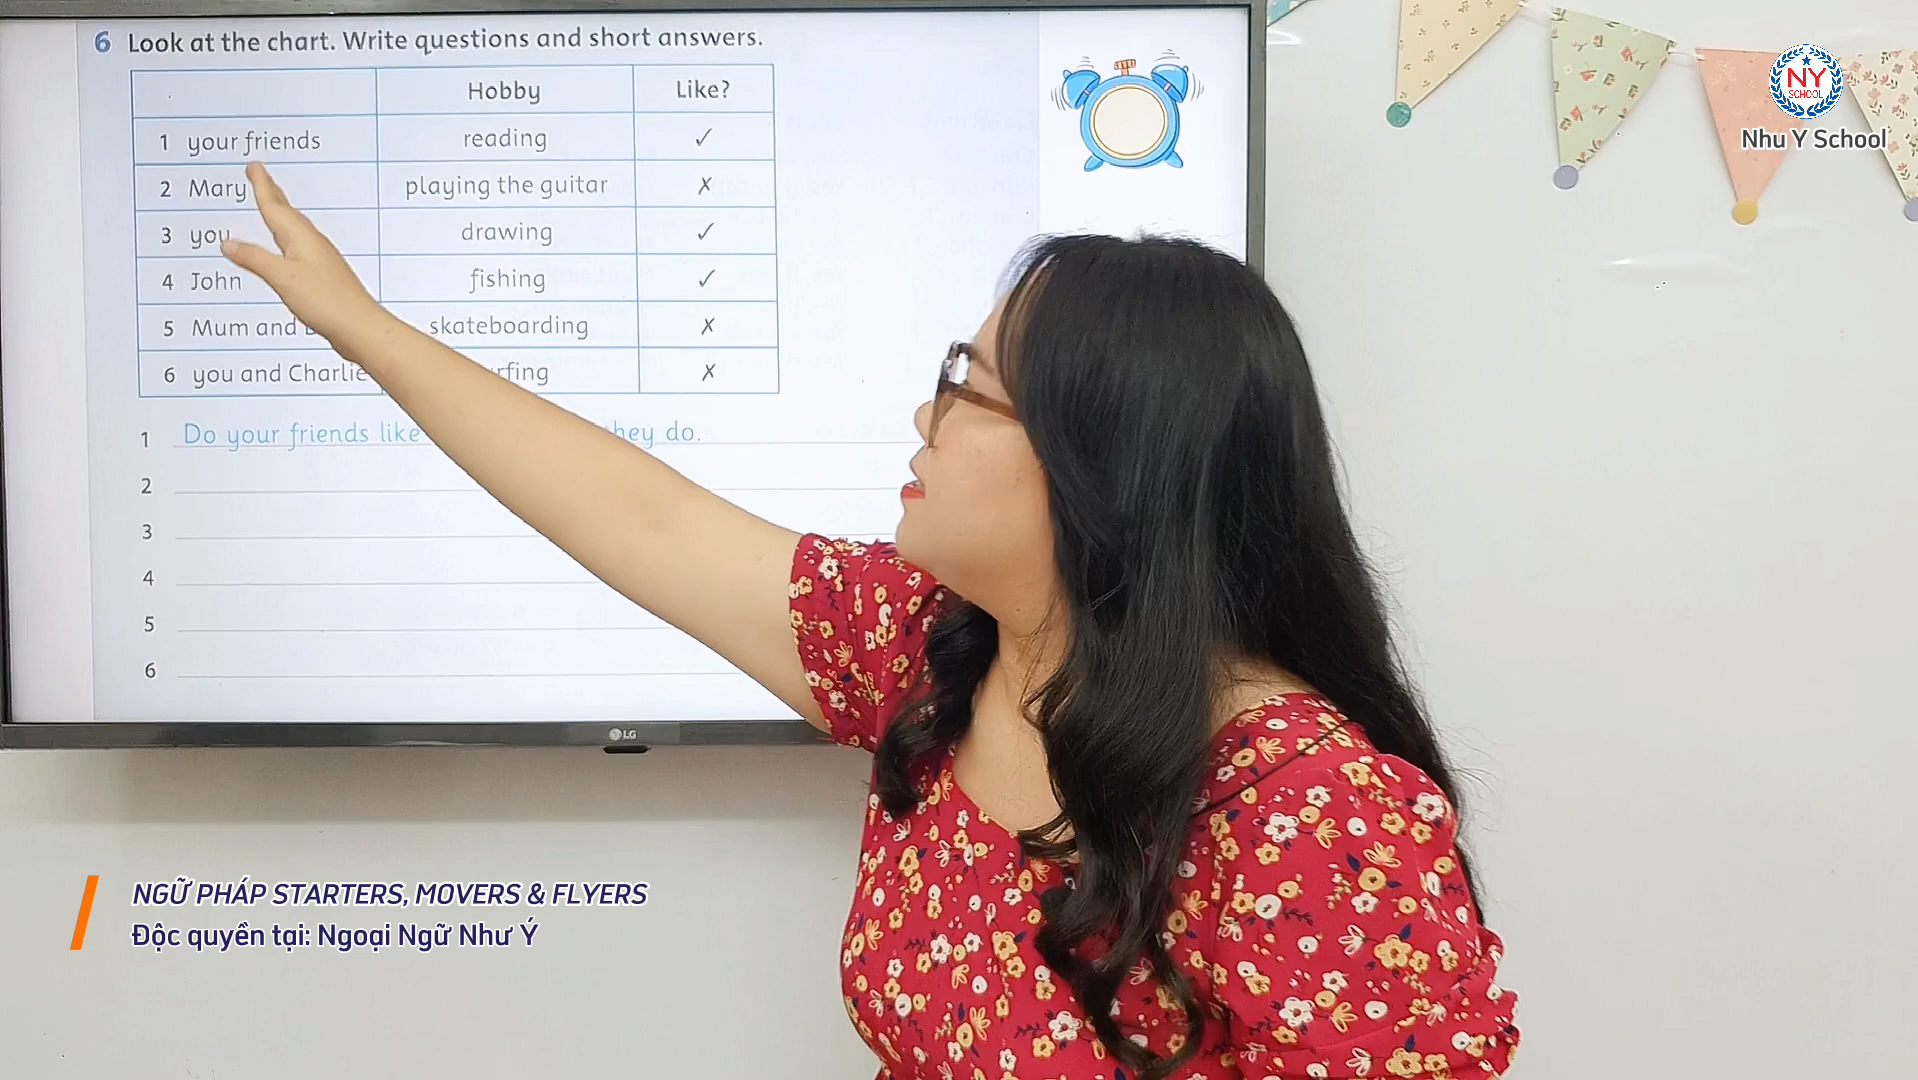 6 Look at the chart. Write questions and short answers.
Hobby Like?
1 your friends reading ✓
2 Mary playing the guitar ✗
3 you drawing ✓
4 John fishing ✓
5 Mum and skateboarding ✗
6 you and Charlie ✗
1 Do your friends like they do.
2
3
4
5
6
LG
NY
SCHOOL
Nhu Y School
NGỮ PHÁP STARTERS, MOVERS & FLYERS
Độc quyền tại: Ngoại Ngữ Như Ý